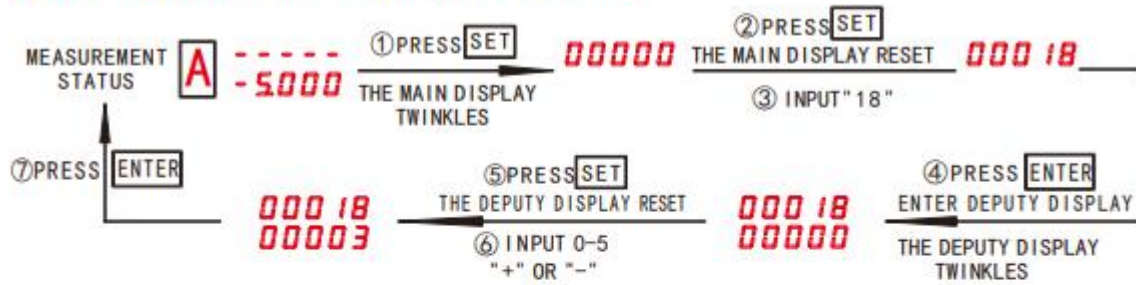 MEASUREMENT
STATUS
A
-----
-5.000
①PRESS SET
THE MAIN DISPLAY
TWINKLES
00000
②PRESS SET
THE MAIN DISPLAY RESET
③ INPUT"18"
00018
④PRESS ENTER
ENTER DEPUTY DISPLAY
THE DEPUTY DISPLAY
TWINKLES
00018
00000
⑤PRESS SET
THE DEPUTY DISPLAY RESET
⑥ INPUT 0-5
"+" OR "-"
00018
00003
⑦PRESS ENTER